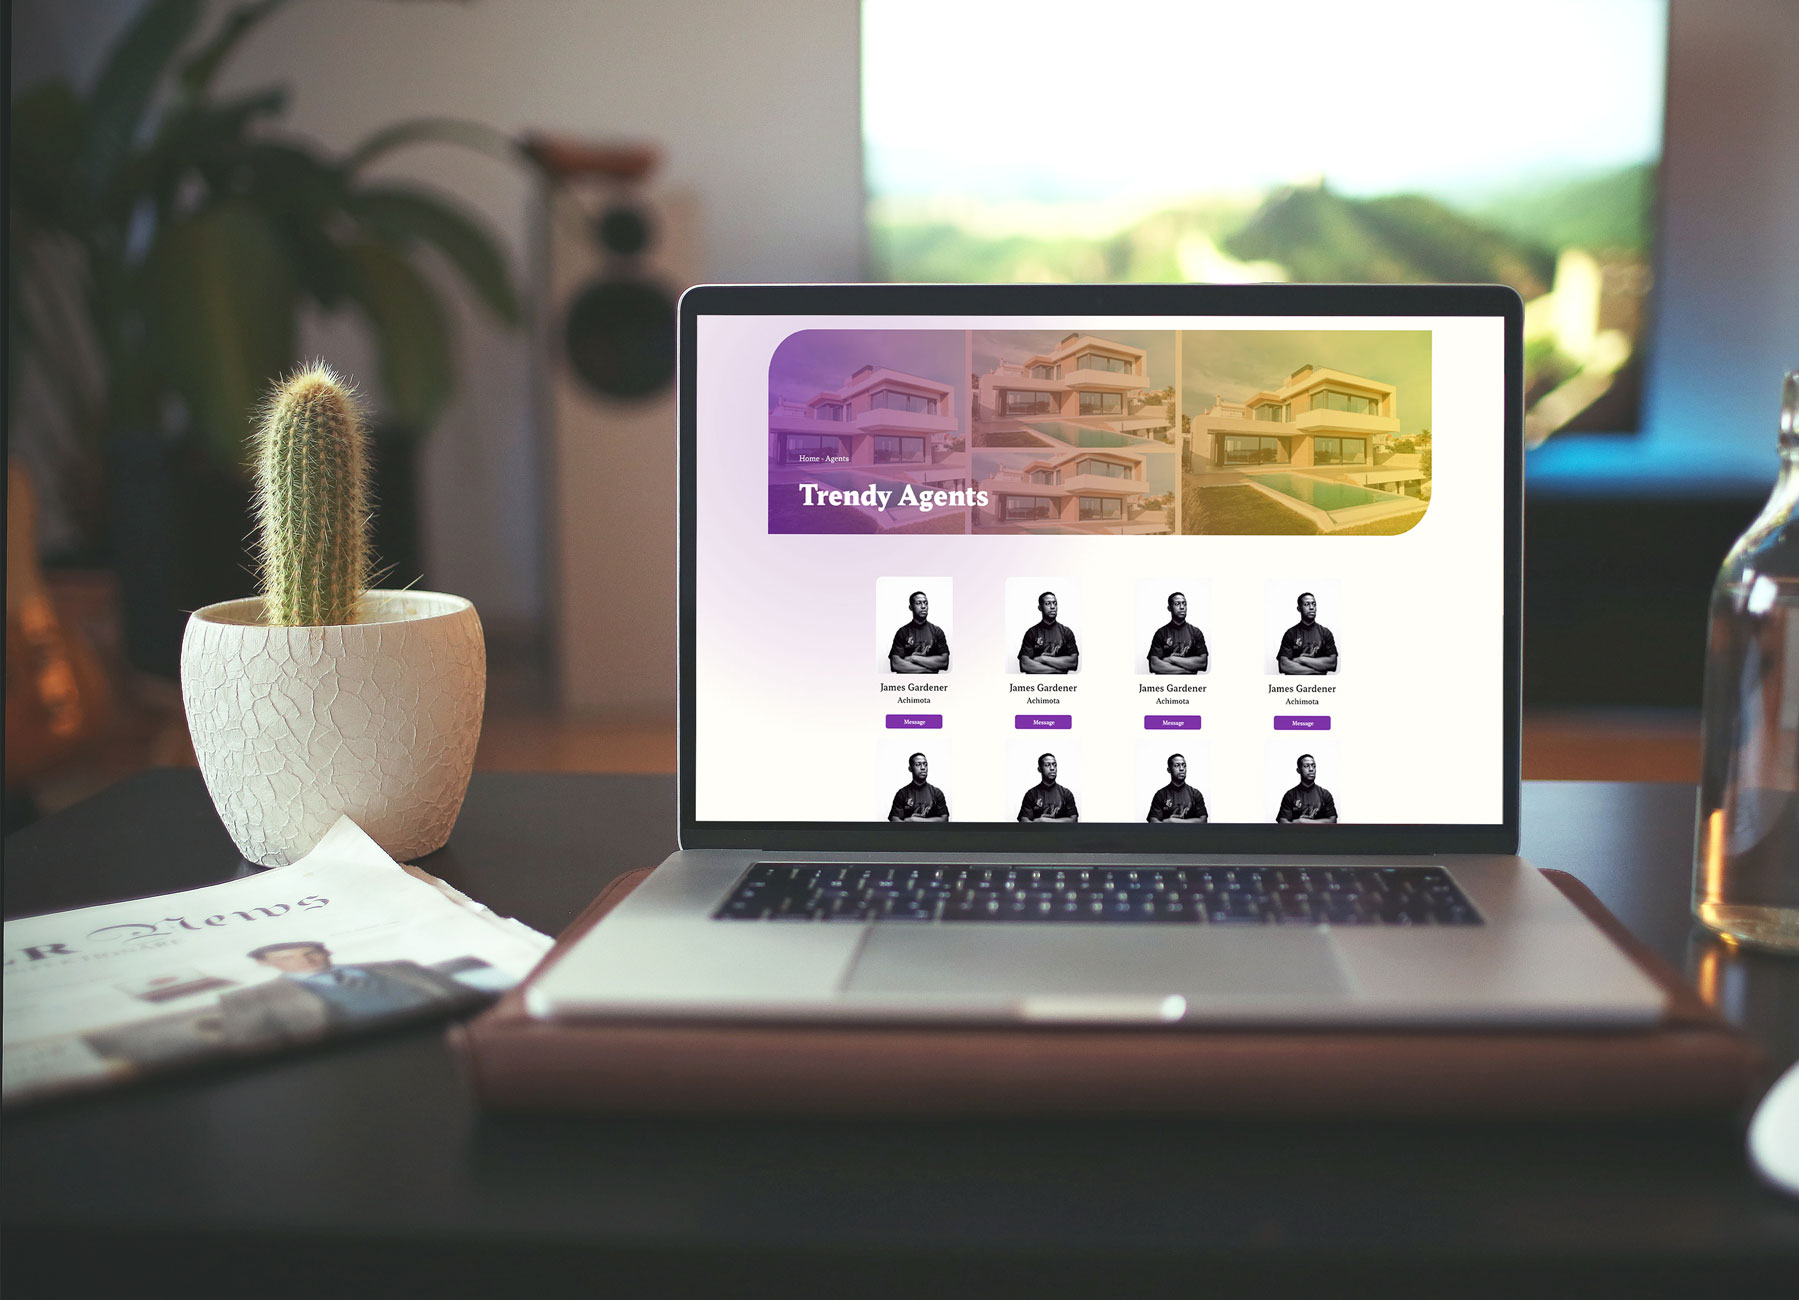 Home - Agents
Trendy Agents
James Gardener
James Gardener
James Gardener
James Gardener
Achimota
Achimota
Achimota
Achimota
Message
Message
Message
Message
ER News